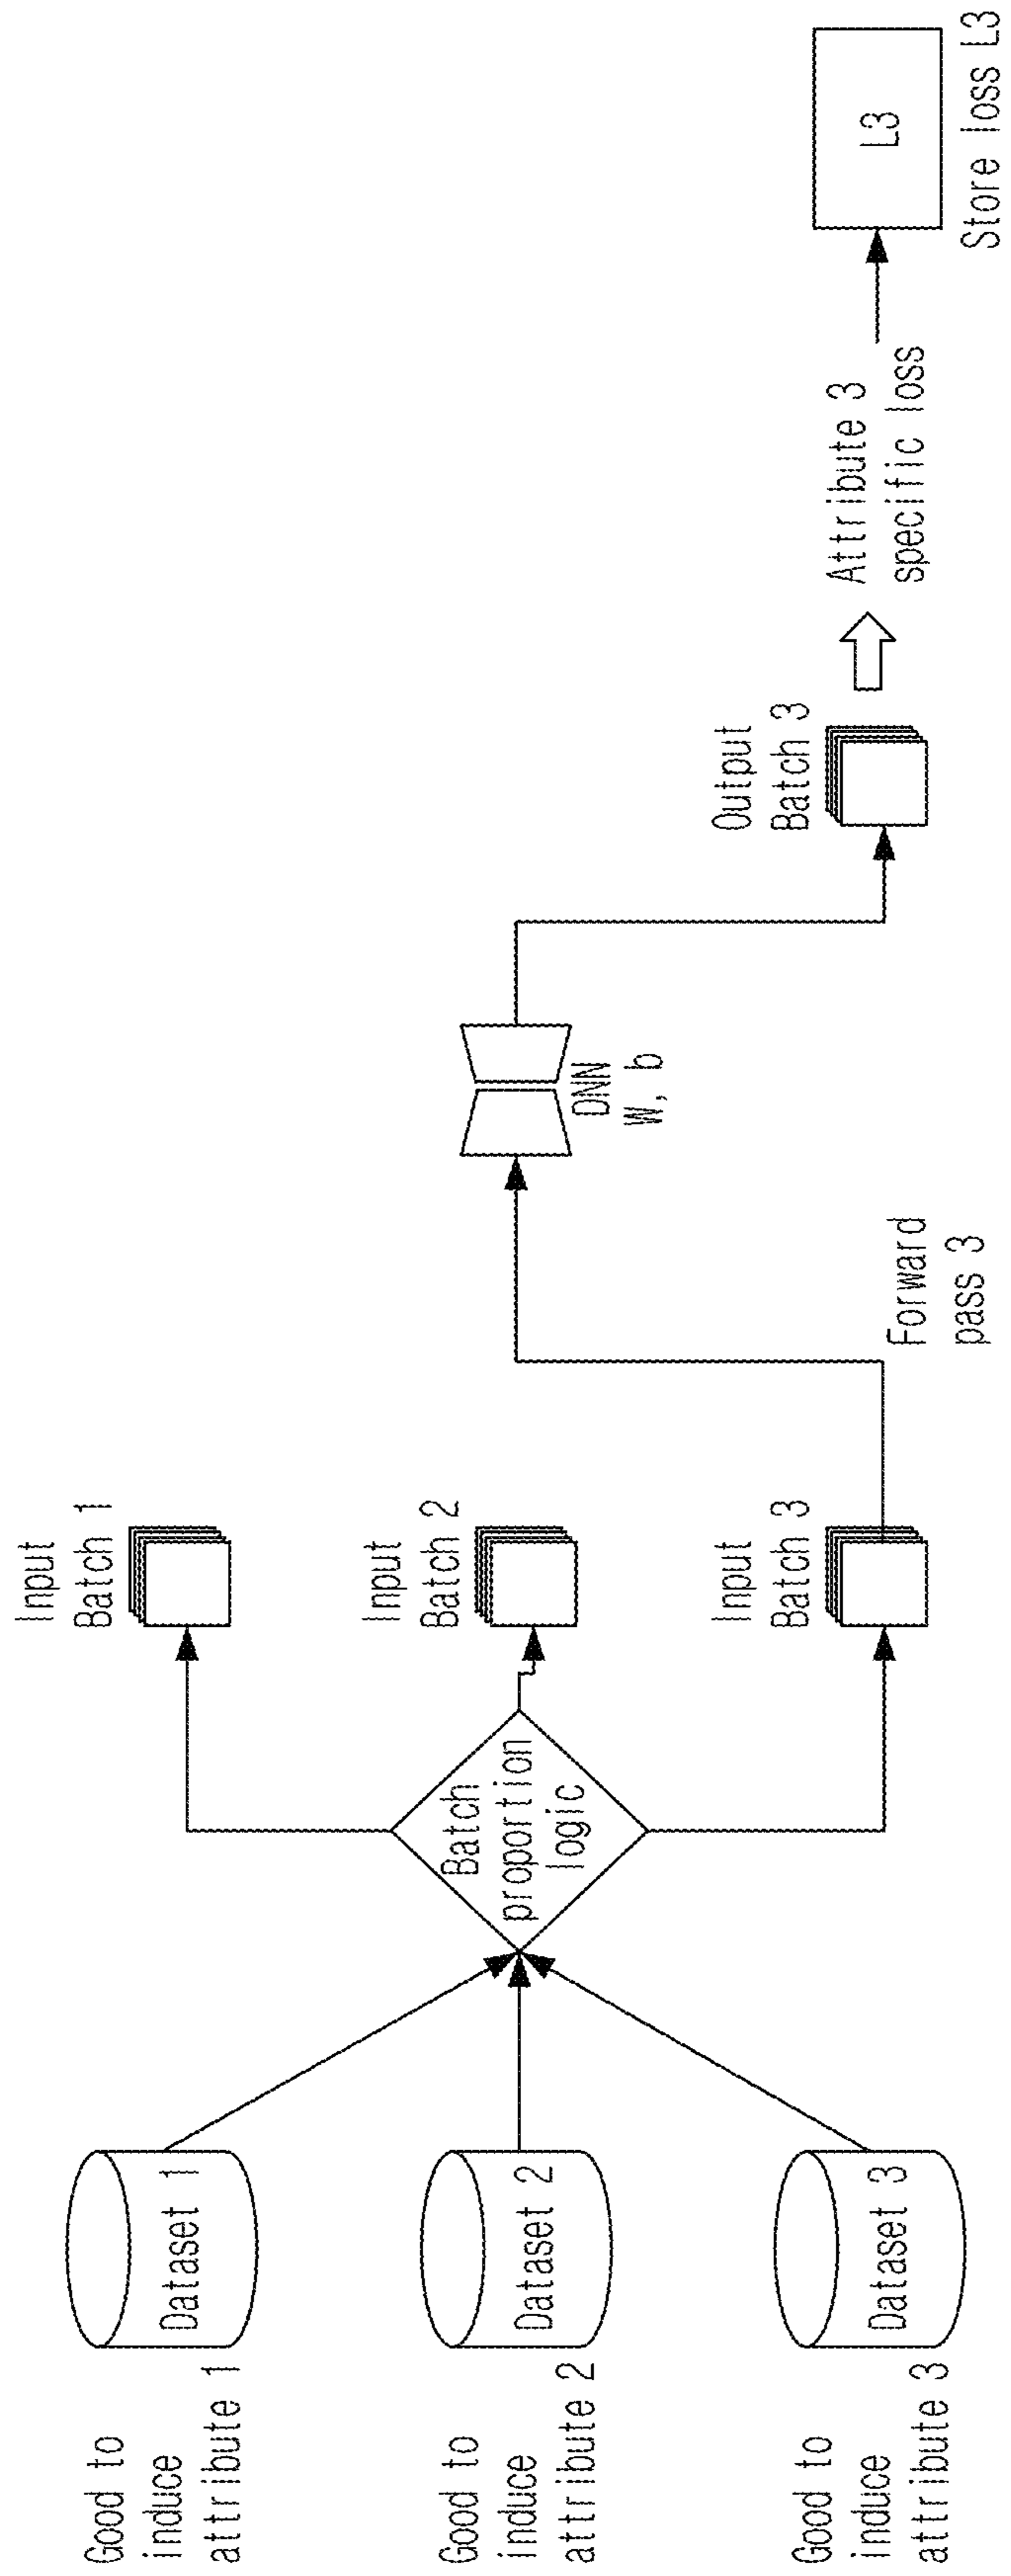 Good to
induce
attribute 1
Dataset 1
Good to
induce
attribute 2
Dataset 2
Good to
induce
attribute 3
Dataset 3
Batch
proportion
logic
Input
Batch 1
Input
Batch 2
Input
Batch 3
Forward
pass 3
DNN
W, b
Output
Batch 3
Attribute 3
specific loss
L3
Store loss L3